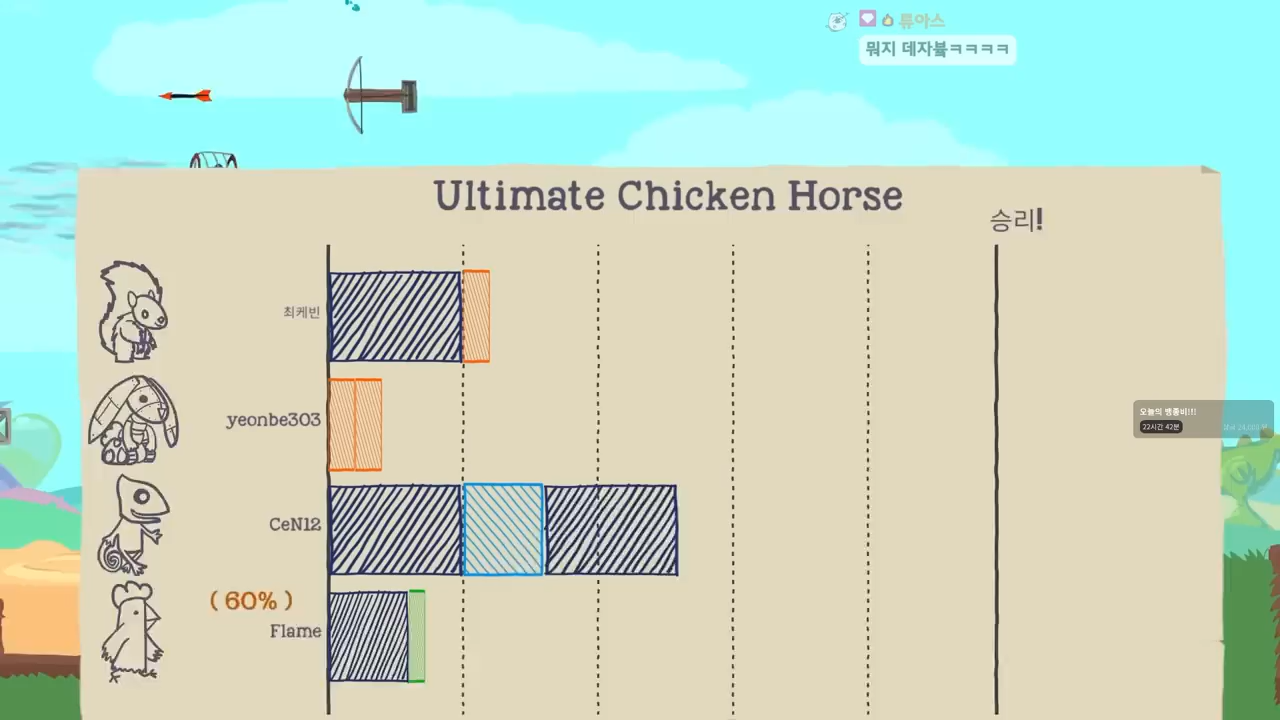 류아스
뭐지 데자뷰ㅋㅋㅋㅋ
Ultimate Chicken Horse
승리!
최케빈
yeonbe303
오늘의 뱅종비!!!
22시간 42분
CeN12
( 60% )
Flame